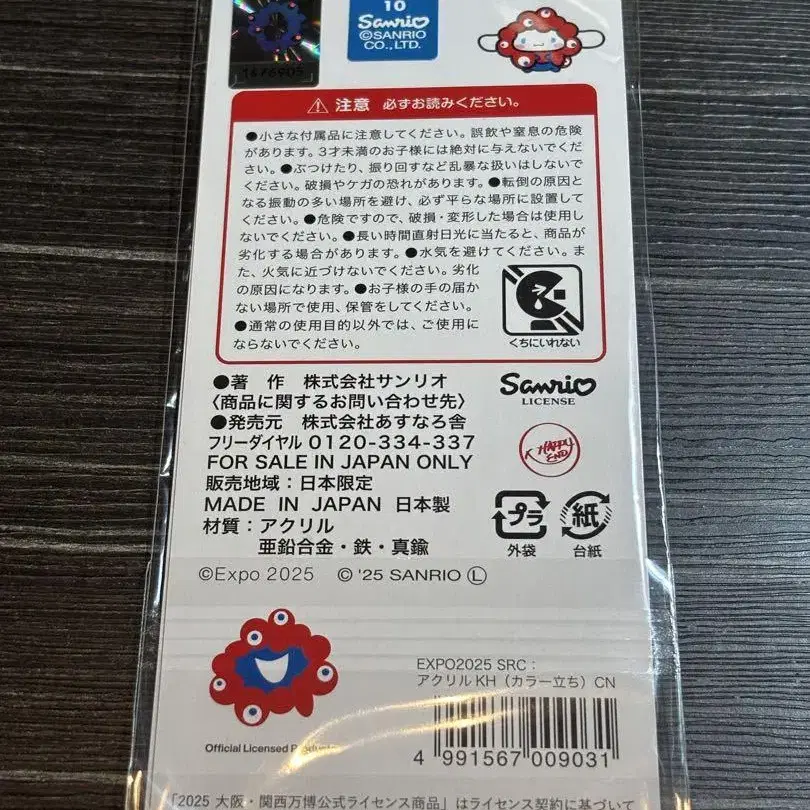 10
Sanrio
©SANRIO
CO., LTD.
1676905
注意 必ずお読みください。
●小さな付属品に注意してください。誤飲や窒息の危険
があります。3才未満のお子様には絶対に与えないでくだ
さい。●ぶつけたり、振り回すなど乱暴な扱いはしないで
ください。破損やケガの恐れがあります。●転倒の原因と
なる振動の多い場所を避け、必ず平らな場所に設置して
ください。●危険ですので、破損・変形した場合は使用し
ないでください。●長い時間直射日光に当たると、商品が
劣化する場合があります。●水気を避けてください。ま
た、火気に近づけないでください。劣化
の原因になります。●お子様の手の届か
ない場所で使用、保管をしてください。
●通常の使用目的以外では、ご使用に
ならないでください。
くちにいれない
●著 作 株式会社サンリオ
〈商品に関するお問い合わせ先〉
●発売元 株式会社あすなろ舎
フリーダイヤル 0120-334-337
FOR SALE IN JAPAN ONLY
販売地域：日本限定
MADE IN JAPAN 日本製
材質：アクリル
亜鉛合金・鉄・真鍮
Sanrio
LICENSE
K HAPPY
END
プラ
外袋
紙
台紙
©Expo 2025 © '25 SANRIO Ⓛ
Official Licensed Product
EXPO2025 SRC：
アクリルKH（カラー立ち）CN
4 991567 009031
「2025 大阪・関西万博公式ライセンス商品」はライセンス契約に基づいて